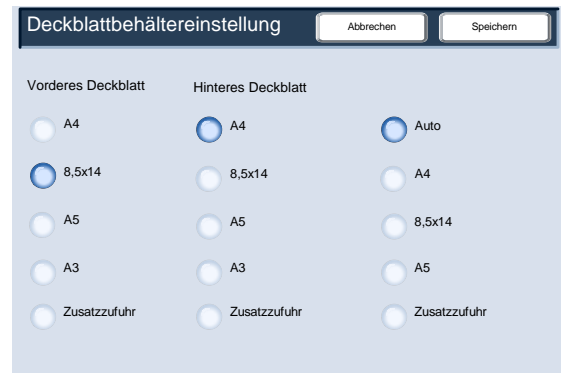 Deckblattbehältereinstellung Abbrechen Speichern
Vorderes Deckblatt Hinteres Deckblatt
A4 A4 Auto
8,5x14 8,5x14 A4
A5 A5 8,5x14
A3 A3 A5
Zusatzzufuhr Zusatzzufuhr Zusatzzufuhr